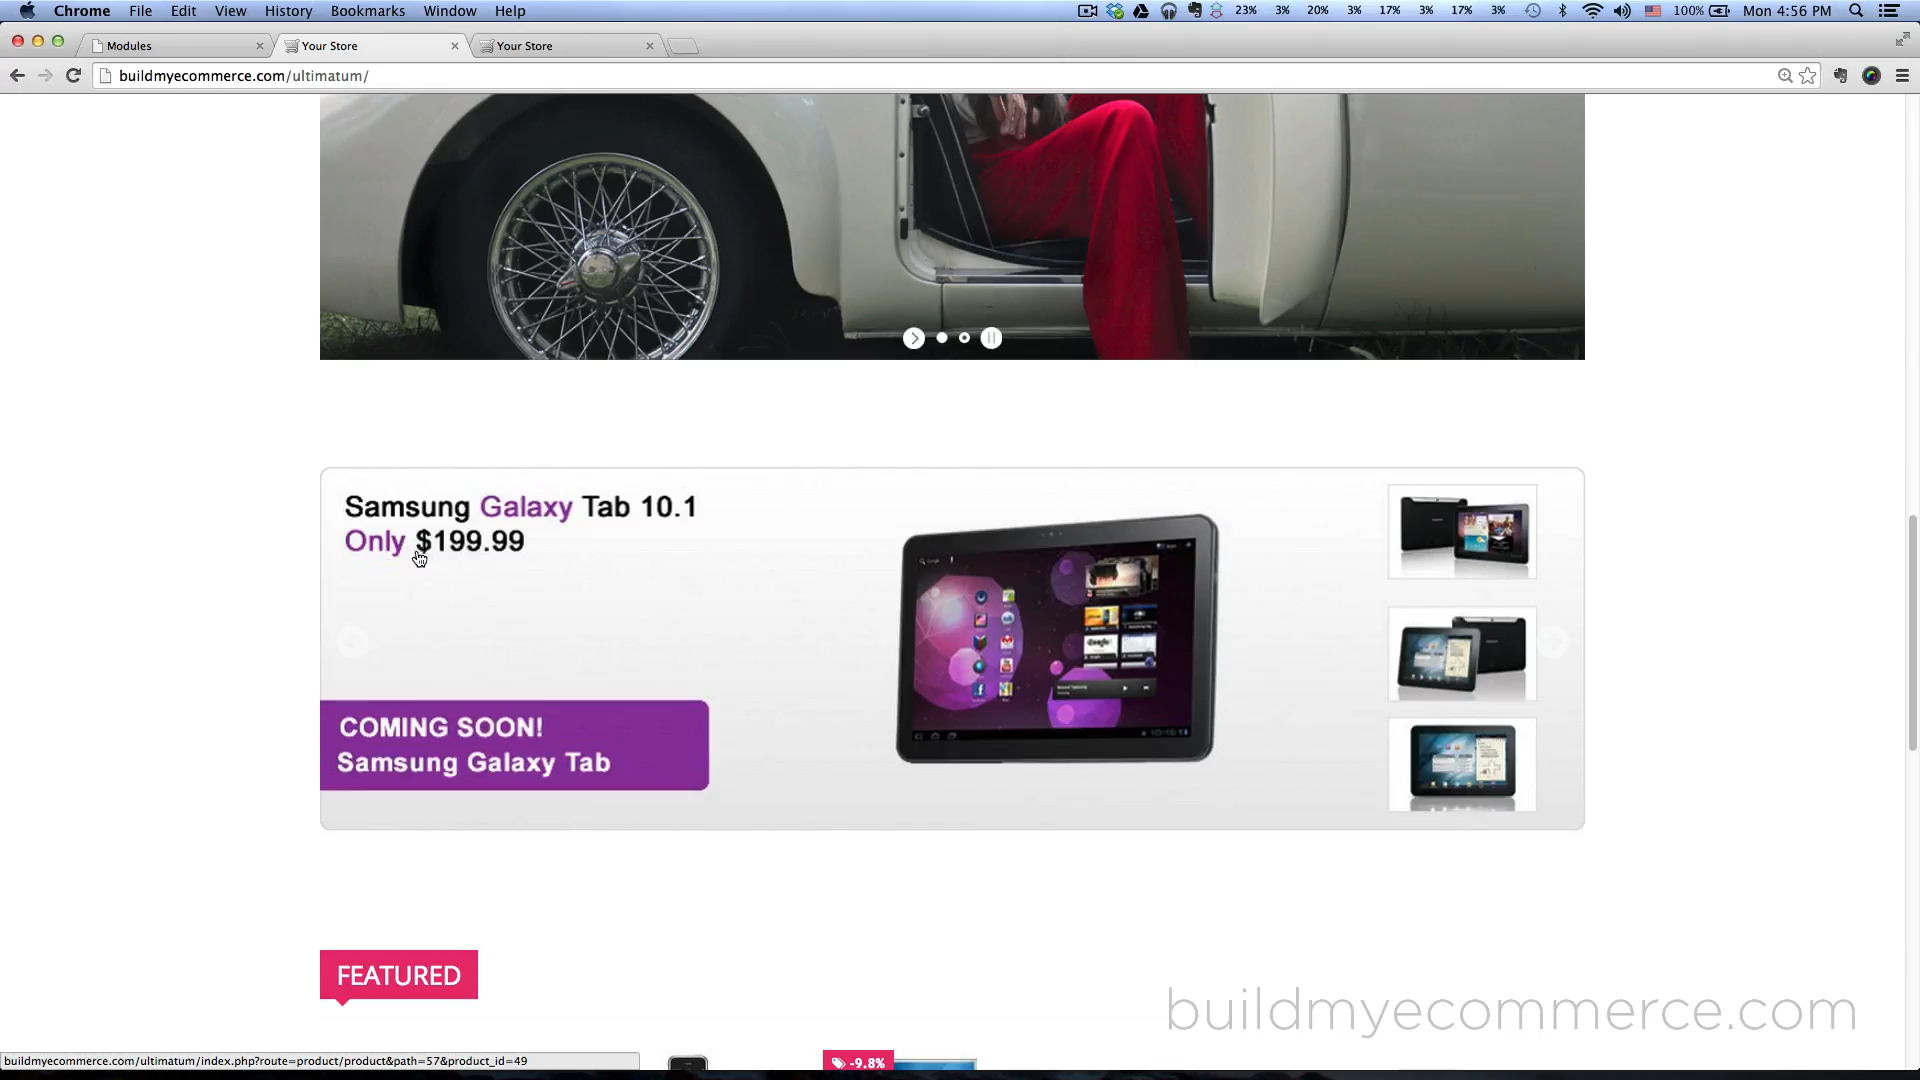 Chrome File Edit View History Bookmarks Window Help
23% 3% 20% 3% 17% 3% 17% 3% 100% Mon 4:56 PM
Modules Your Store Your Store
buildmyecommerce.com/ultimatum/
Samsung Galaxy Tab 10.1
Only $199.99
COMING SOON!
Samsung Galaxy Tab
FEATURED
buildmyecommerce.com
buildmyecommerce.com/ultimatum/index.php?route=product/product&path=57&product_id=49
-9.8%